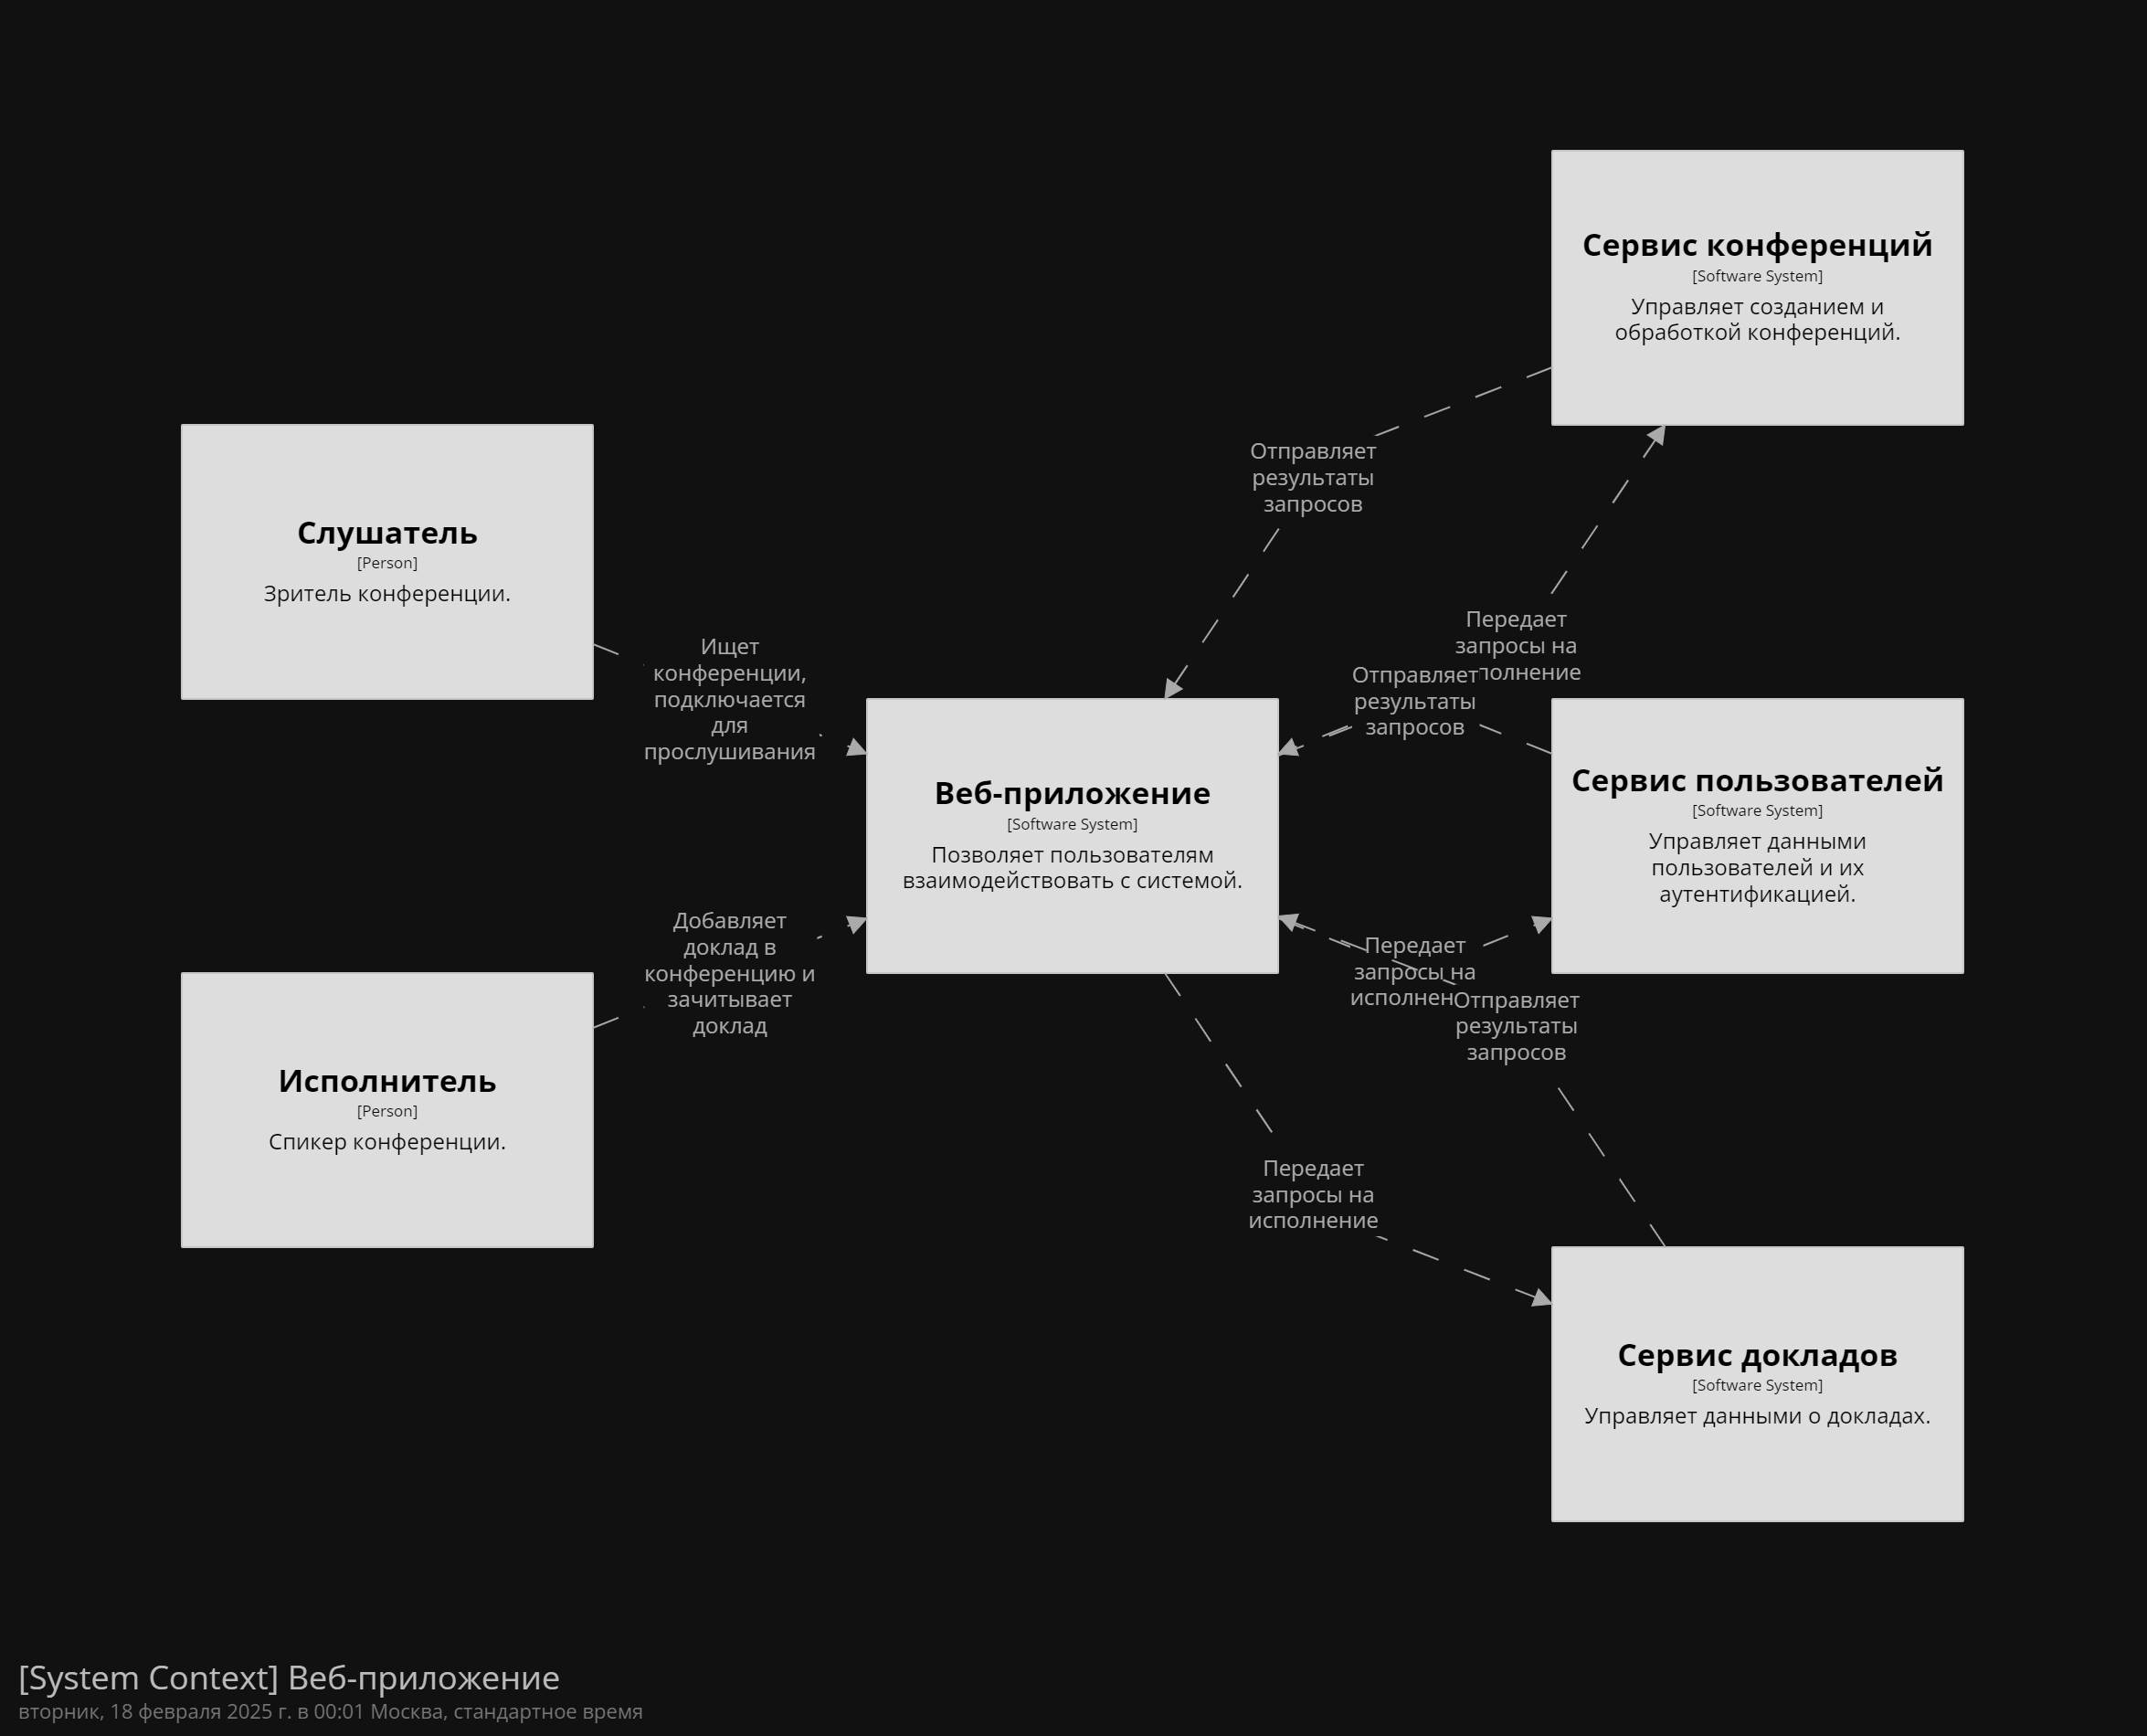 Сервис конференций
[Software System]
Управляет созданием и
обработкой конференций.
Отправляет
результаты
запросов
Слушатель
[Person]
Зритель конференции.
Ищет
конференции,
подключается
для
прослушивания
Передает
запросы на
полнение
Отправляет
результаты
запросов
Веб-приложение
[Software System]
Позволяет пользователям
взаимодействовать с системой.
Сервис пользователей
[Software System]
Управляет данными
пользователей и их
аутентификацией.
Добавляет
доклад в
конференцию и
зачитывает
доклад
Передает
запросы на
исполнен
Отправляет
результаты
запросов
Исполнитель
[Person]
Спикер конференции.
Передает
запросы на
исполнение
Сервис докладов
[Software System]
Управляет данными о докладах.
[System Context] Веб-приложение
вторник, 18 февраля 2025 г. в 00:01 Москва, стандартное время